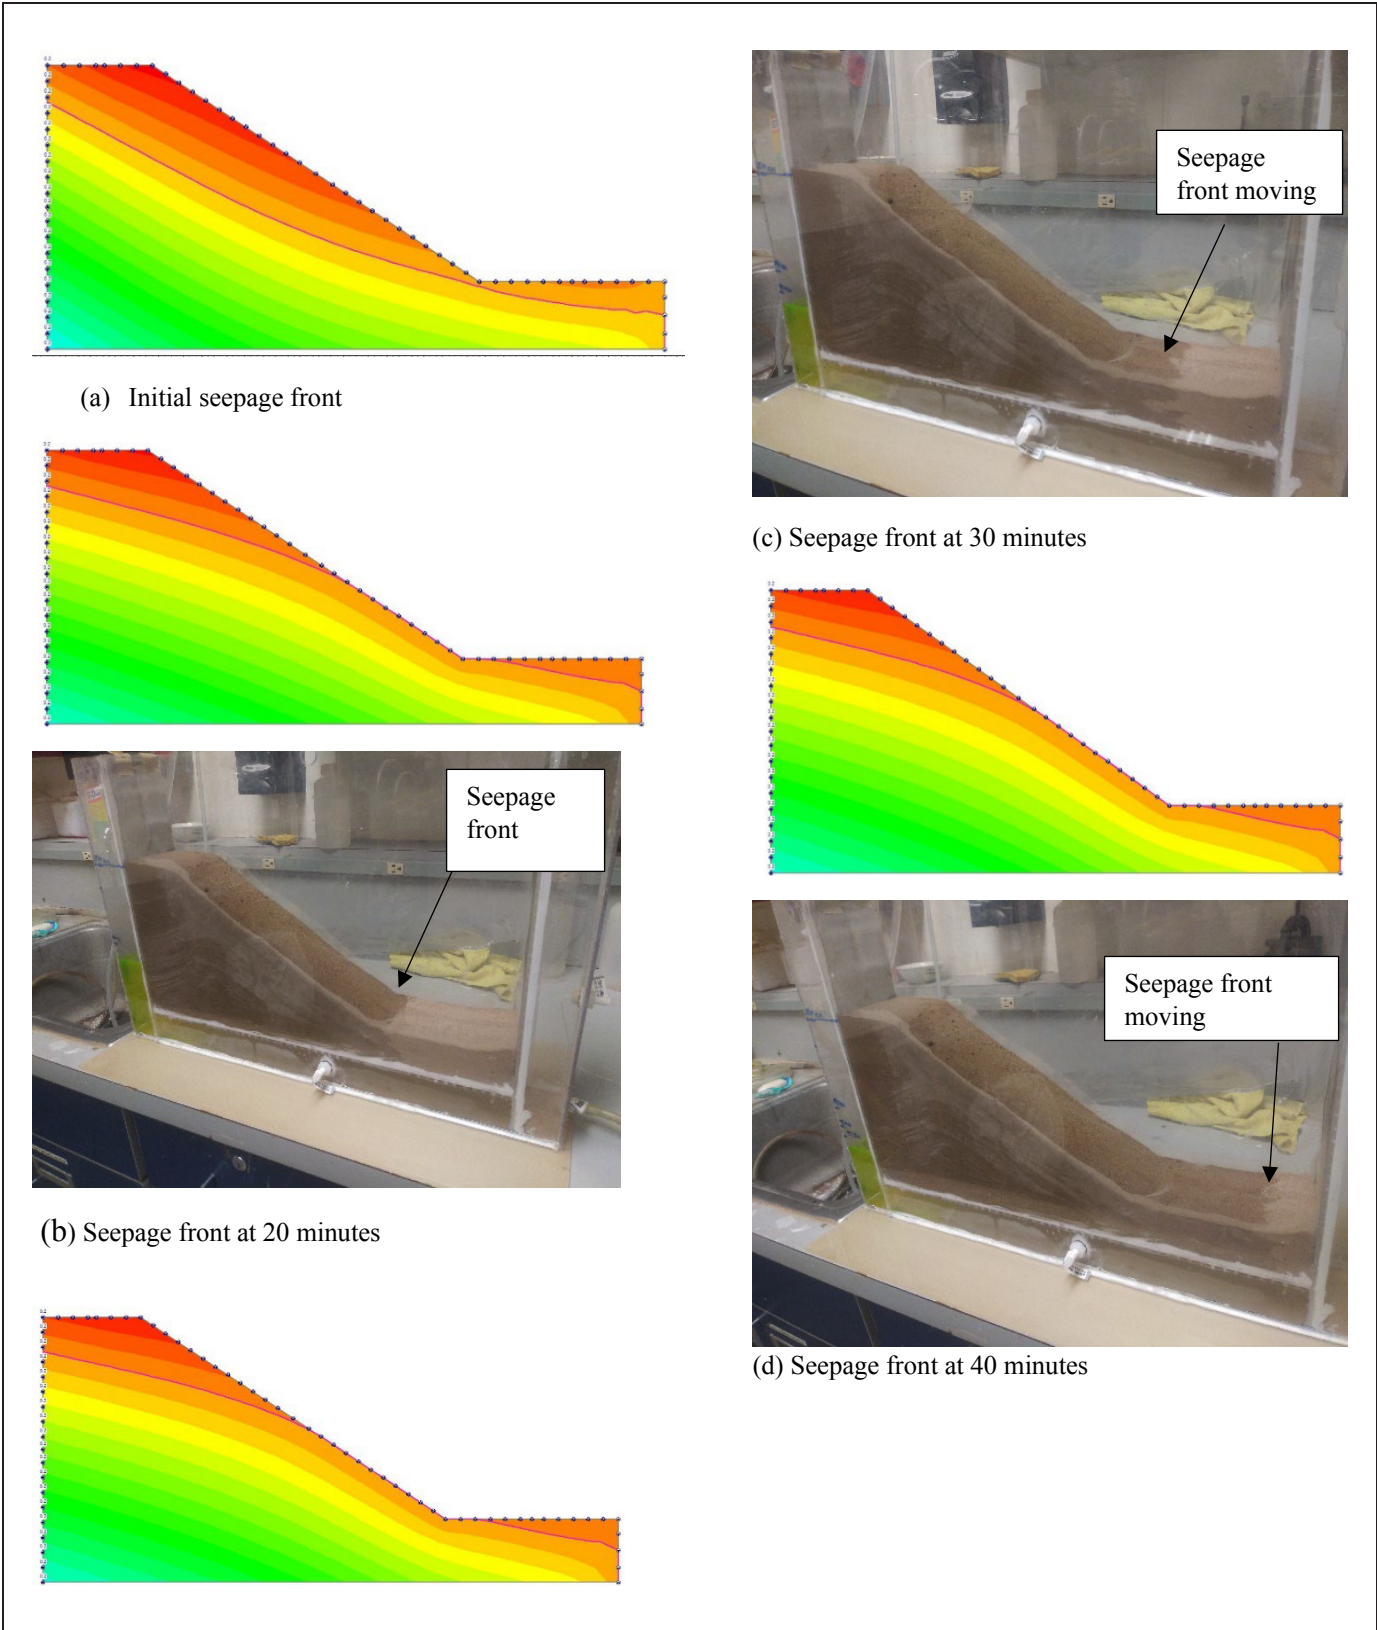 (a) Initial seepage front
Seepage
front
(b) Seepage front at 20 minutes
Seepage
front moving
(c) Seepage front at 30 minutes
Seepage front
moving
(d) Seepage front at 40 minutes